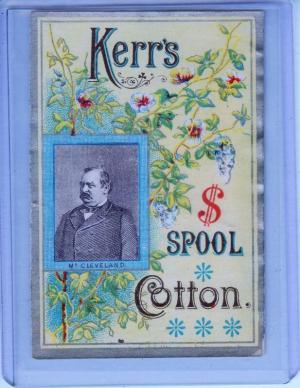 Kerr's
$
SPOOL
Cotton.
Mr CLEVELAND.